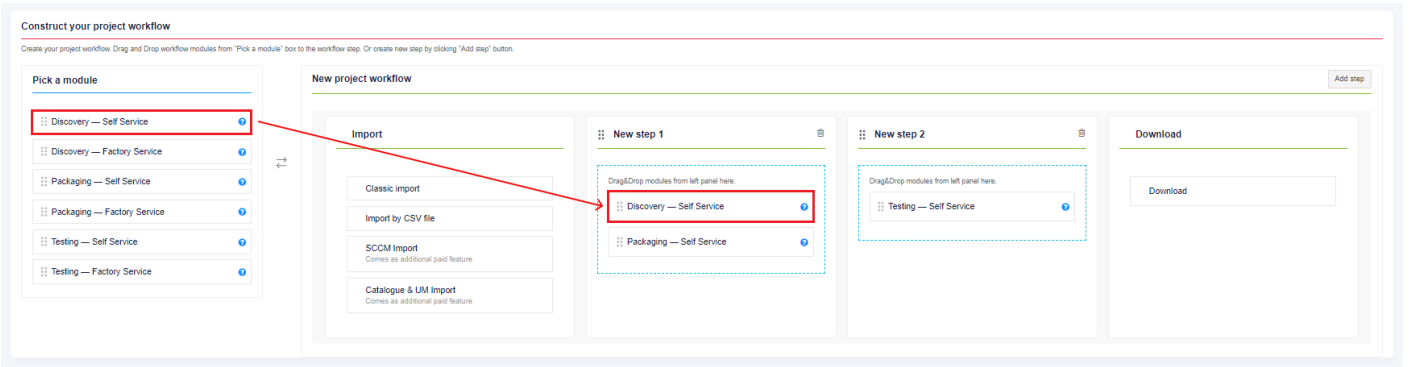 Construct your project workflow
Create your project workflow. Drag and Drop workflow modules from "Pick a module" box to the workflow step. Or create new step by clicking "Add step" button.
Pick a module
Discovery — Self Service
Discovery — Factory Service
Packaging — Self Service
Packaging — Factory Service
Testing — Self Service
Testing — Factory Service
New project workflow
Add step
Import
Classic import
Import by CSV file
SCCM Import
Comes as additional paid feature
Catalogue & UM Import
Comes as additional paid feature
New step 1
Drag&Drop modules from left panel here.
Discovery — Self Service
Packaging — Self Service
New step 2
Drag&Drop modules from left panel here.
Testing — Self Service
Download
Download